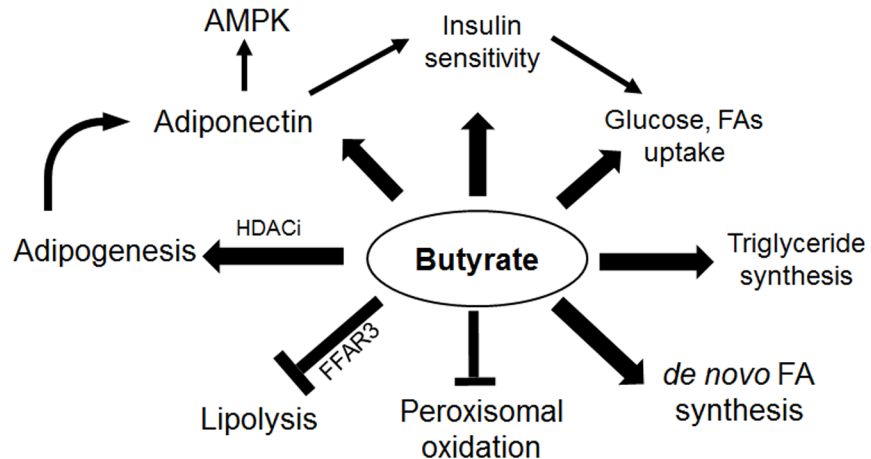 AMPK
Insulin
sensitivity
Adiponectin
Glucose, FAs
uptake
HDACi
Adipogenesis
Butyrate
Triglyceride
synthesis
FFAR3
Lipolysis
Peroxisomal
oxidation
de novo FA
synthesis